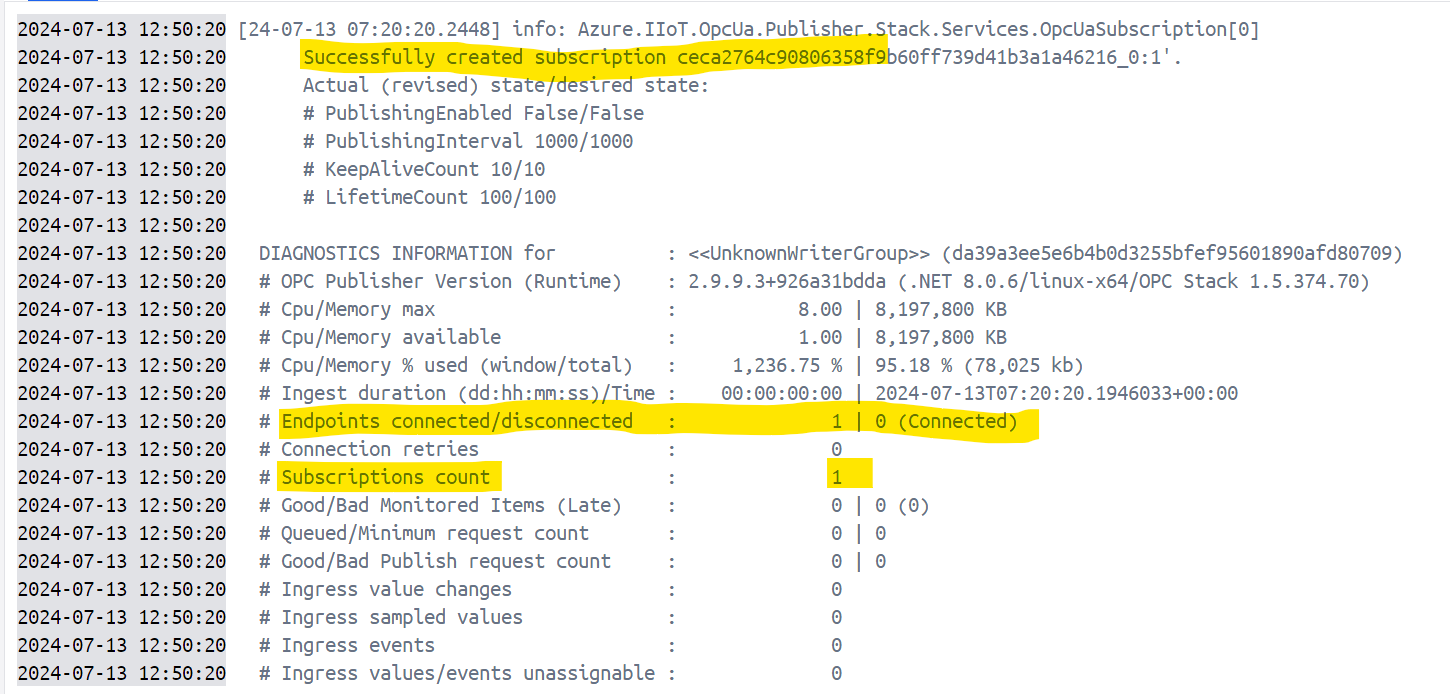 2024-07-13 12:50:20 [24-07-13 07:20:20.2448] info: Azure.IIoT.OpcUa.Publisher.Stack.Services.OpcUaSubscription[0]
2024-07-13 12:50:20 Successfully created subscription ceca2764c90806358f9b60ff739d41b3a1a46216_0:1'.
2024-07-13 12:50:20 Actual (revised) state/desired state:
2024-07-13 12:50:20 # PublishingEnabled False/False
2024-07-13 12:50:20 # PublishingInterval 1000/1000
2024-07-13 12:50:20 # KeepAliveCount 10/10
2024-07-13 12:50:20 # LifetimeCount 100/100
2024-07-13 12:50:20
2024-07-13 12:50:20 DIAGNOSTICS INFORMATION for : <<UnknownWriterGroup>> (da39a3ee5e6b4b0d3255bfef95601890afd80709)
2024-07-13 12:50:20 # OPC Publisher Version (Runtime) : 2.9.9.3+926a31bdda (.NET 8.0.6/linux-x64/OPC Stack 1.5.374.70)
2024-07-13 12:50:20 # Cpu/Memory max : 8.00 | 8,197,800 KB
2024-07-13 12:50:20 # Cpu/Memory available : 1.00 | 8,197,800 KB
2024-07-13 12:50:20 # Cpu/Memory % used (window/total) : 1,236.75 % | 95.18 % (78,025 kb)
2024-07-13 12:50:20 # Ingest duration (dd:hh:mm:ss)/Time : 00:00:00:00 | 2024-07-13T07:20:20.1946033+00:00
2024-07-13 12:50:20 # Endpoints connected/disconnected : 1 | 0 (Connected)
2024-07-13 12:50:20 # Connection retries : 0
2024-07-13 12:50:20 # Subscriptions count : 1
2024-07-13 12:50:20 # Good/Bad Monitored Items (Late) : 0 | 0 (0)
2024-07-13 12:50:20 # Queued/Minimum request count : 0 | 0
2024-07-13 12:50:20 # Good/Bad Publish request count : 0 | 0
2024-07-13 12:50:20 # Ingress value changes : 0
2024-07-13 12:50:20 # Ingress sampled values : 0
2024-07-13 12:50:20 # Ingress events : 0
2024-07-13 12:50:20 # Ingress values/events unassignable : 0